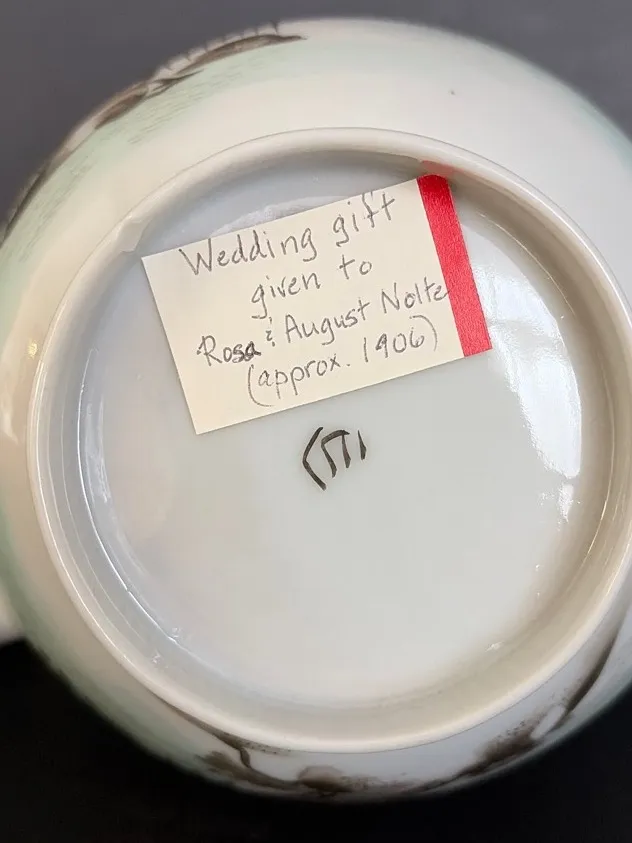 Wedding gift
given to
Rosa & August Nolte
(approx. 1906)